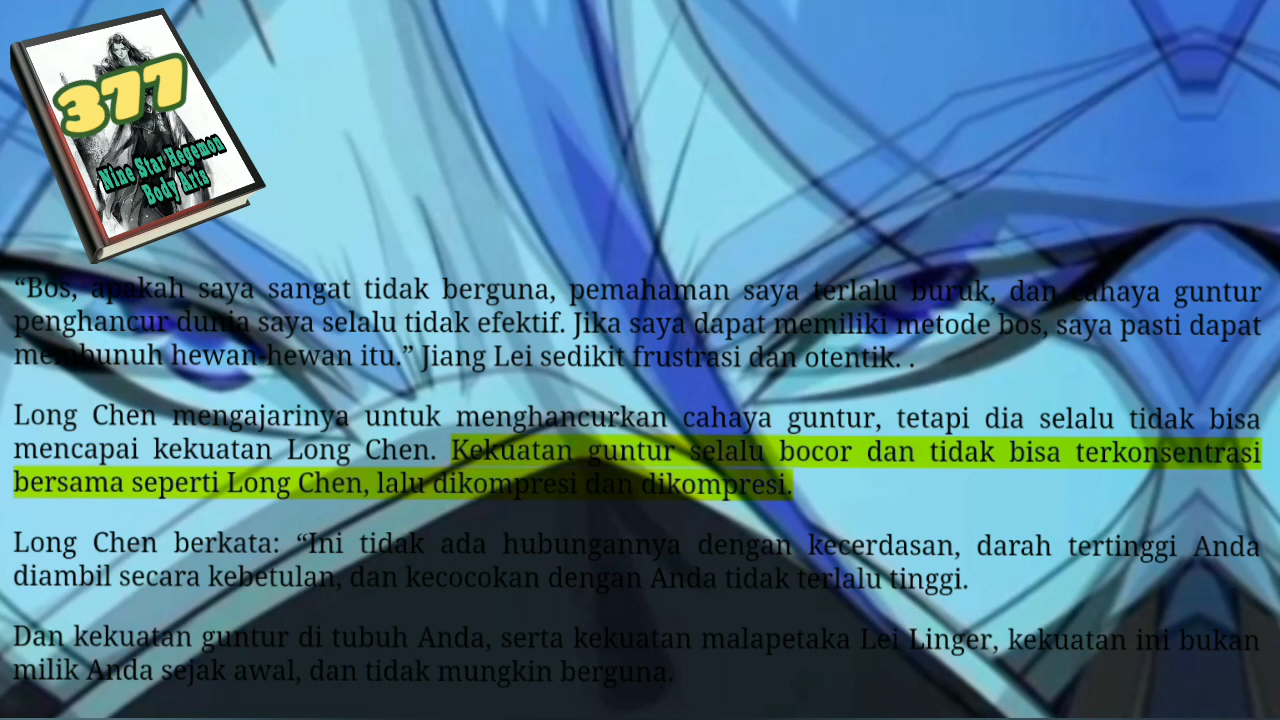 377
Nine Star Hegemon
Body Arts
“Bos, apakah saya sangat tidak berguna, pemahaman saya terlalu buruk, dan cahaya guntur
penghancur dunia saya selalu tidak efektif. Jika saya dapat memiliki metode bos, saya pasti dapat
membunuh hewan-hewan itu.” Jiang Lei sedikit frustrasi dan otentik. .
Long Chen mengajarinya untuk menghancurkan cahaya guntur, tetapi dia selalu tidak bisa
mencapai kekuatan Long Chen. Kekuatan guntur selalu bocor dan tidak bisa terkonsentrasi
bersama seperti Long Chen, lalu dikompresi dan dikompresi.
Long Chen berkata: “Ini tidak ada hubungannya dengan kecerdasan, darah tertinggi Anda
diambil secara kebetulan, dan kecocokan dengan Anda tidak terlalu tinggi.
Dan kekuatan guntur di tubuh Anda, serta kekuatan malapetaka Lei Linger, kekuatan ini bukan
milik Anda sejak awal, dan tidak mungkin berguna.